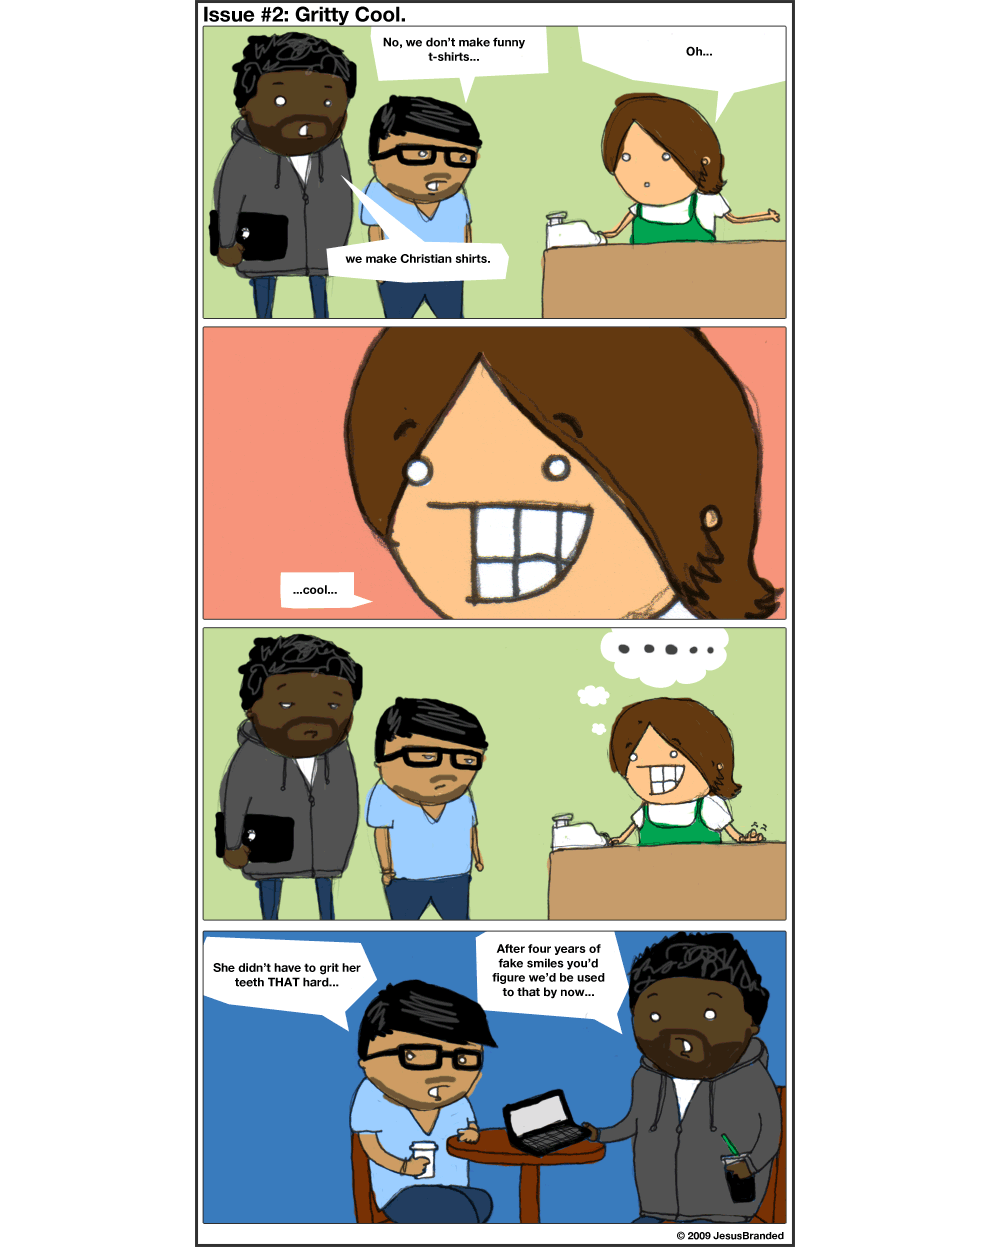 Issue #2: Gritty Cool.
No, we don't make funny
t-shirts...
Oh...
we make Christian shirts.
...cool...
She didn't have to grit her
teeth THAT hard...
After four years of
fake smiles you'd
figure we'd be used
to that by now...
© 2009 JesusBranded